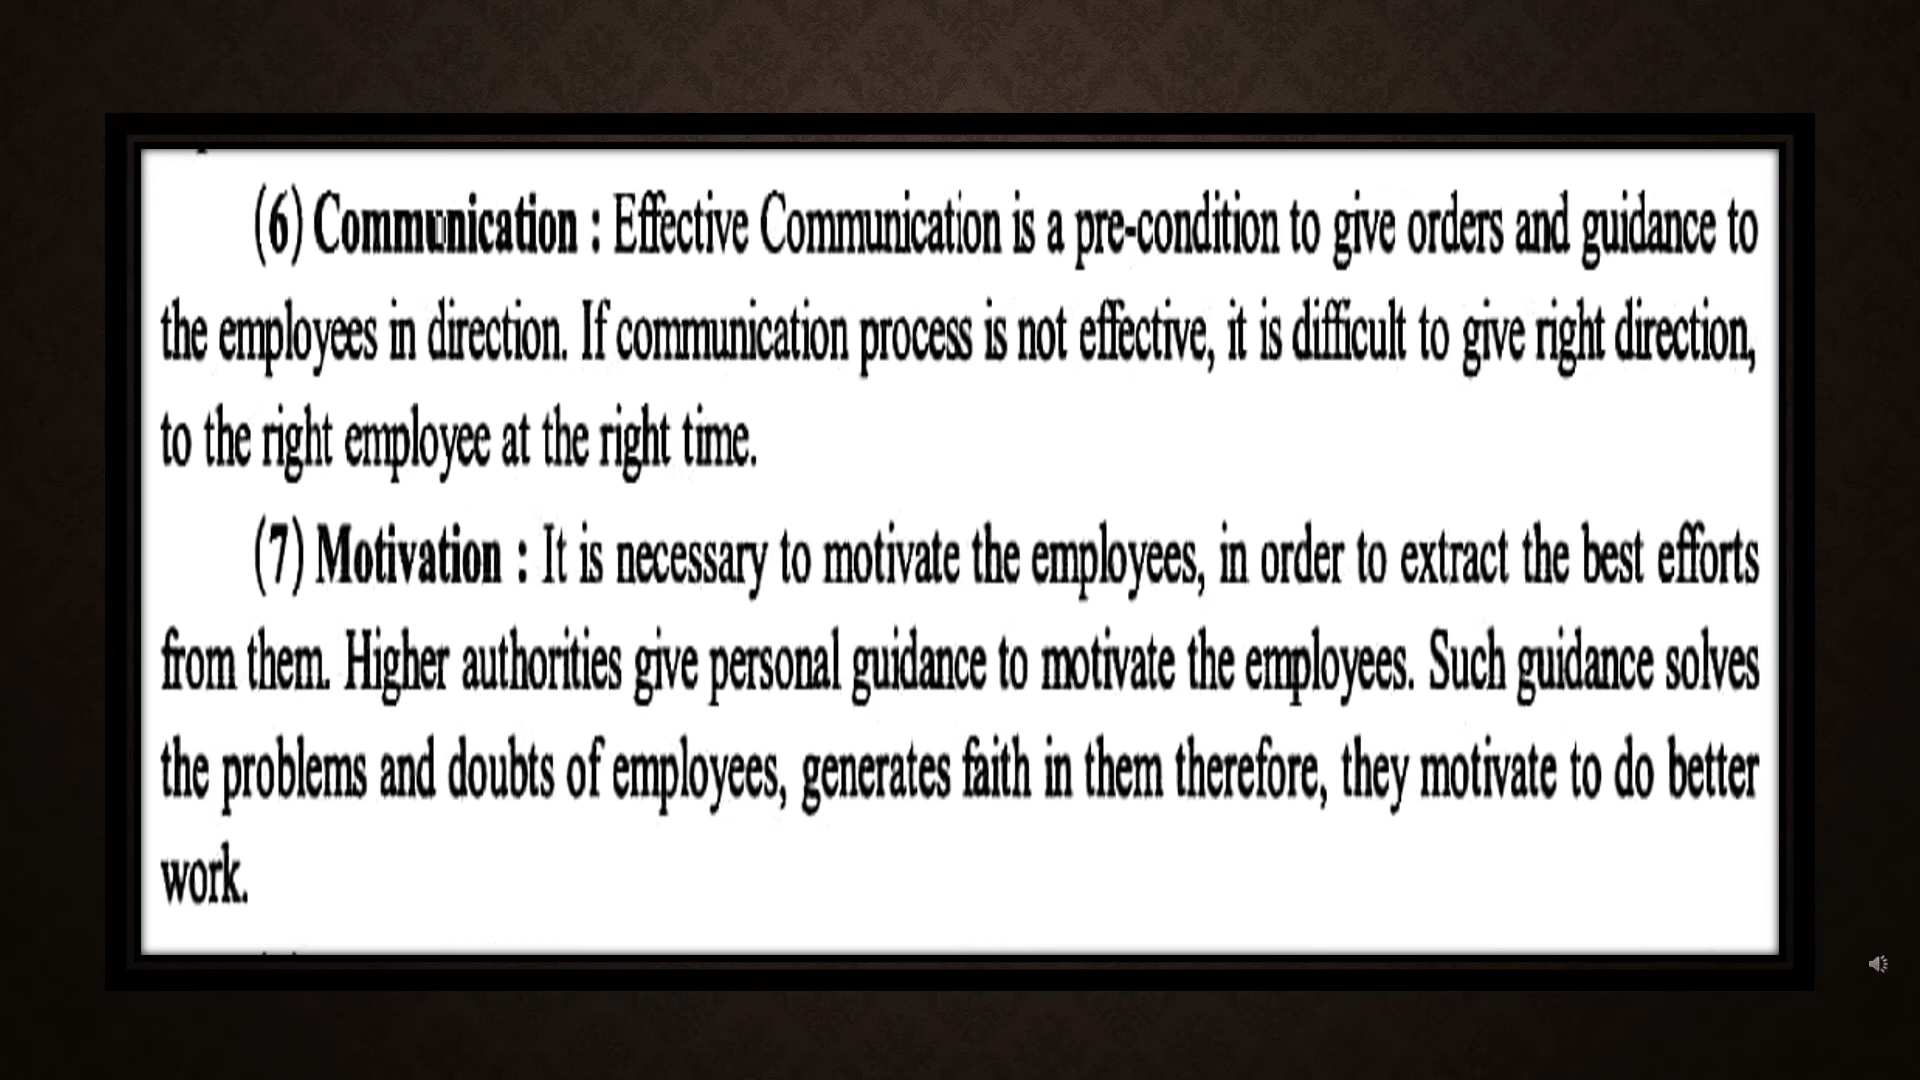 (6) Communication : Effective Communication is a pre-condition to give orders and guidance to
the employees in direction. If communication process is not effective, it is difficult to give right direction,
to the right employee at the right time.
(7) Motivation : It is necessary to motivate the employees, in order to extract the best efforts
from them. Higher authorities give personal guidance to motivate the employees. Such guidance solves
the problems and doubts of employees, generates faith in them therefore, they motivate to do better
work.